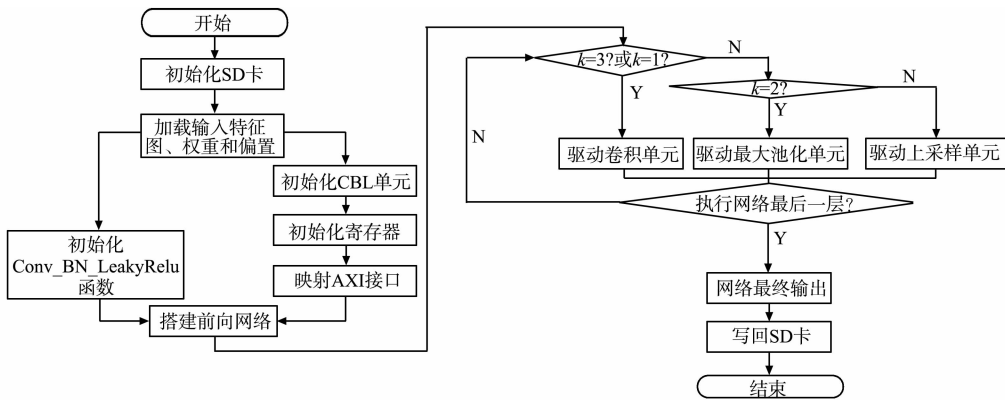 开始
初始化SD卡
加载输入特征
图、权重和偏置
初始化CBL单元
初始化寄存器
映射AXI接口
初始化
Conv_BN_LeakyRelu
函数
搭建前向网络
k=3?或k=1?
N
Y
k=2?
N
Y
N
驱动卷积单元
驱动最大池化单元
驱动上采样单元
执行网络最后一层?
Y
网络最终输出
写回SD卡
结束